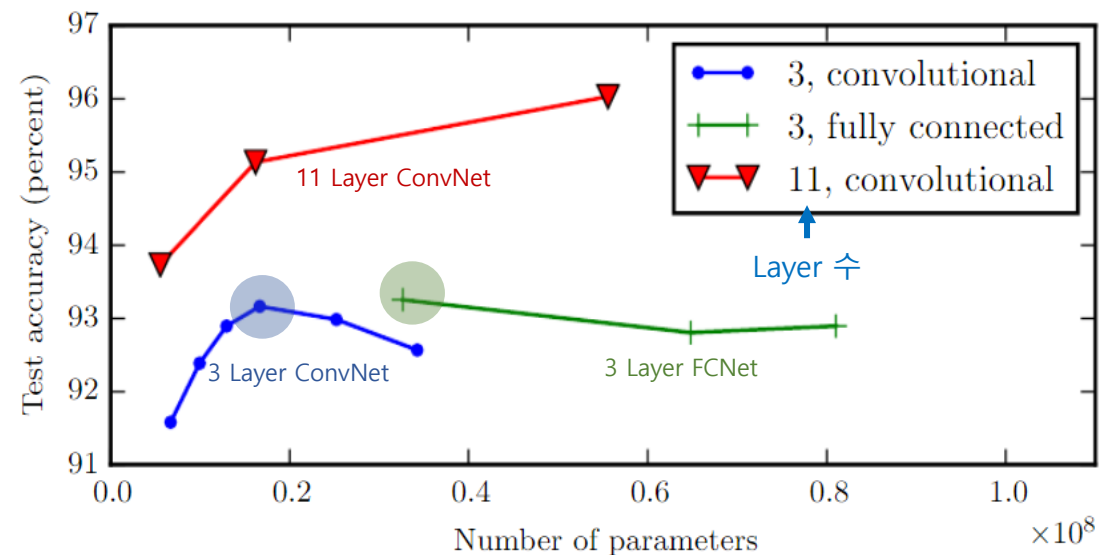 97
96
95
94
93
92
91
Test accuracy (percent)
3, convolutional
3, fully connected
11, convolutional
Layer 수
11 Layer ConvNet
3 Layer ConvNet
3 Layer FCNet
0.0 0.2 0.4 0.6 0.8 1.0
×10⁸
Number of parameters